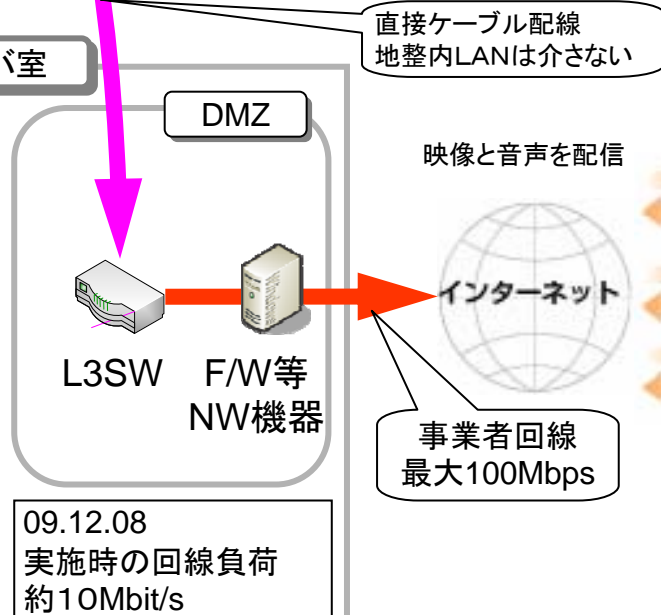 直接ケーブル配線
地整内LANは介さない
バ室
DMZ
映像と音声を配信
インターネット
L3SW
F/W等
NW機器
事業者回線
最大100Mbps
09.12.08
実施時の回線負荷
約10Mbit/s